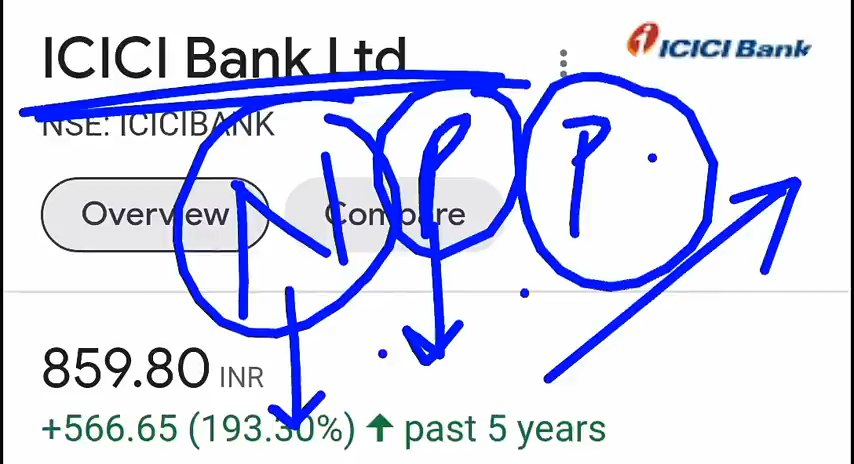 ICICI Bank Ltd
ICICI Bank
NSE: ICICIBANK
N P P
Overview Compare
859.80 INR
+566.65 (193.30%) ↑ past 5 years